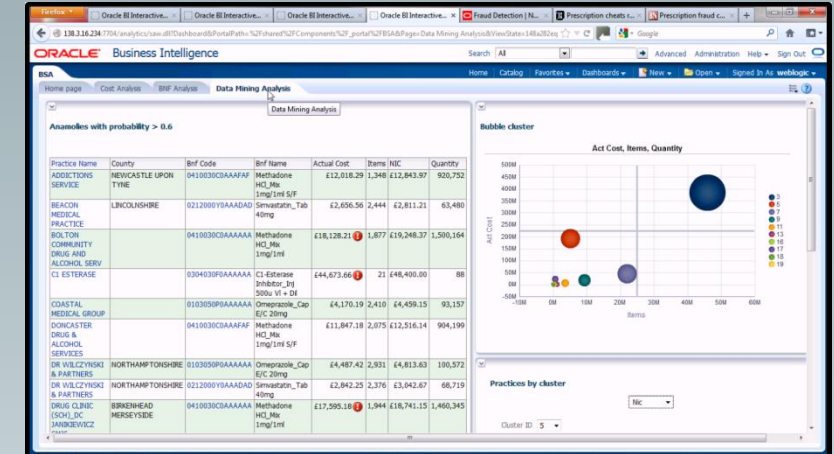 Firefox
Oracle BI Interactive...
Oracle BI Interactive...
Oracle BI Interactive...
Oracle BI Interactive...
Fraud Detection | N...
Prescription cheats r...
Prescription fraud c...
Google
ORACLE Business Intelligence
Search All
Advanced Administration Help Sign Out
BSA
Home Catalog Favorites Dashboards New Open Signed In As weblogic
Home page Cost Analysis BNF Analysis Data Mining Analysis
Data Mining Analysis
Anamolies with probability > 0.6
Practice Name County Bnf Code Bnf Name Actual Cost Items NIC Quantity
ADDICTIONS NEWCASTLE UPON 0410030C0AAAFAF Methadone £12,018.29 1,348 £12,843.97 920,752
SERVICE TYNE HCl_Mix
1mg/1ml S/F
BEACON LINCOLNSHIRE 0212000Y0AAADAD Simvastatin_Tab £2,656.56 2,444 £2,811.21 63,480
MEDICAL 40mg
PRACTICE
BOLTON 0410030C0AAAAAA Methadone £18,128.21 1,877 £19,248.37 1,500,164
COMMUNITY HCl_Mix
DRUG AND 1mg/1ml
ALCOHOL SERV
C1 ESTERASE 0304030F0AAAAAA C1-Esterase £44,673.66 21 £48,400.00 88
Inhibitor_Inj
500u Vl + Dil
COASTAL 0103050P0AAAAAA Omeprazole_Cap £4,170.19 2,410 £4,459.15 93,157
MEDICAL GROUP E/C 20mg
DONCASTER 0410030C0AAAFAF Methadone £11,847.18 2,075 £12,516.14 904,199
DRUG & HCl_Mix
ALCOHOL 1mg/1ml S/F
SERVICES
DR WILCZYNSKI NORTHAMPTONSHIRE 0103050P0AAAAAA Omeprazole_Cap £4,487.42 2,931 £4,813.63 100,572
& PARTNERS E/C 20mg
DR WILCZYNSKI NORTHAMPTONSHIRE 0212000Y0AAADAD Simvastatin_Tab £2,842.25 2,376 £3,042.67 68,719
& PARTNERS 40mg
DRUG CLINIC BIRKENHEAD 0410030C0AAAAAA Methadone £17,595.18 1,944 £18,741.15 1,460,345
(SCH)_DC MERSEYSIDE HCl_Mix
JANIKIEWICZ 1mg/1ml
Bubble cluster
Act Cost, Items, Quantity
Act Cost
500M
450M
400M
350M
300M
250M
200M
150M
100M
50M
0M
-50M
-10M 0M 10M 20M 30M 40M 50M 60M
Items
3
5
7
9
11
13
16
17
18
19
Practices by cluster
Nic
Cluster ID 5